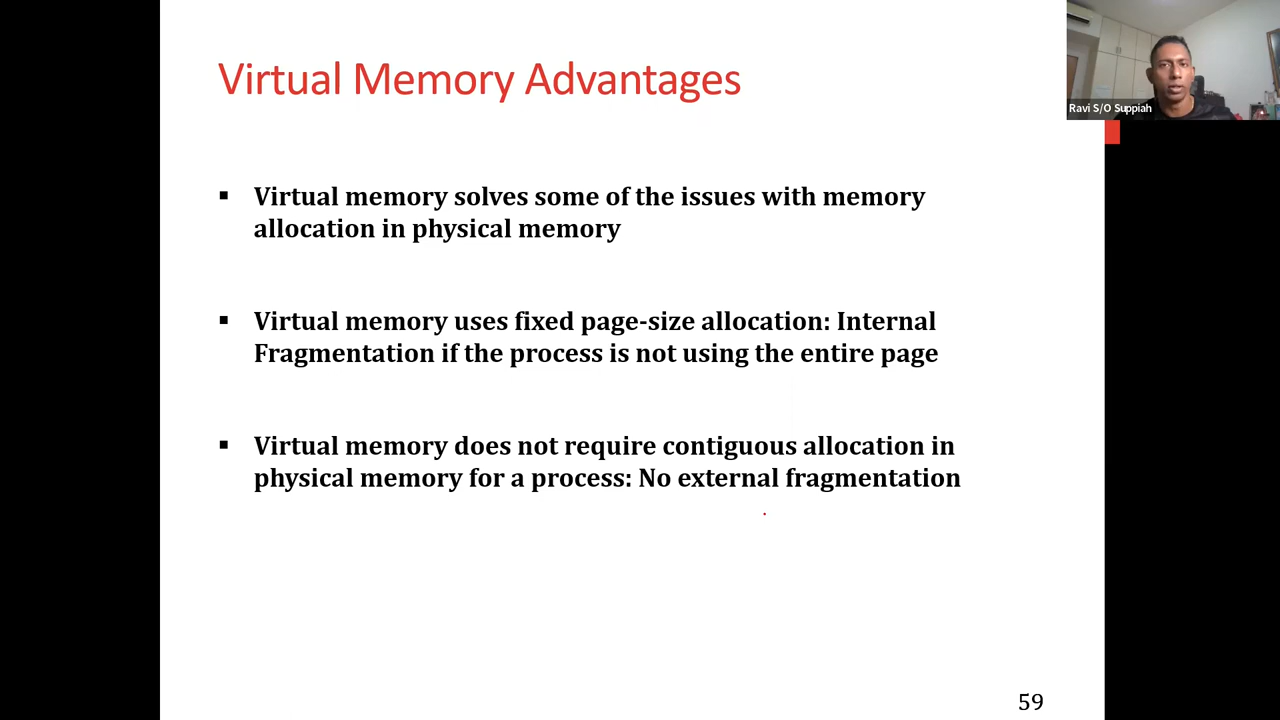 Virtual Memory Advantages
Ravi S/O Suppiah
▪ Virtual memory solves some of the issues with memory
allocation in physical memory
▪ Virtual memory uses fixed page-size allocation: Internal
Fragmentation if the process is not using the entire page
▪ Virtual memory does not require contiguous allocation in
physical memory for a process: No external fragmentation
59